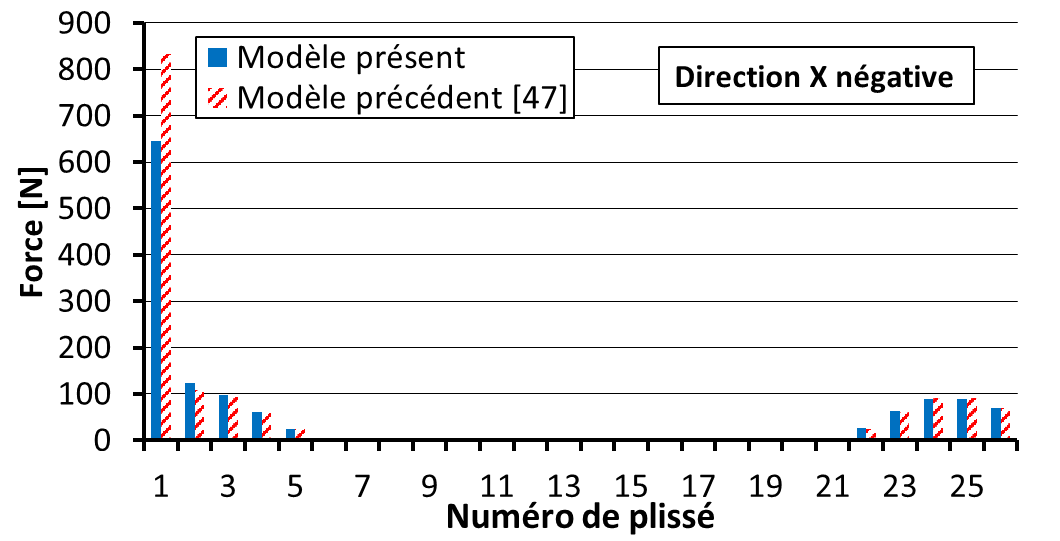 900
800
700
600
500
400
300
200
100
0
Force [N]
Modèle présent
Modèle précédent [47]
Direction X négative
1 3 5 7 9 11 13 15 17 19 21 23 25
Numéro de plissé